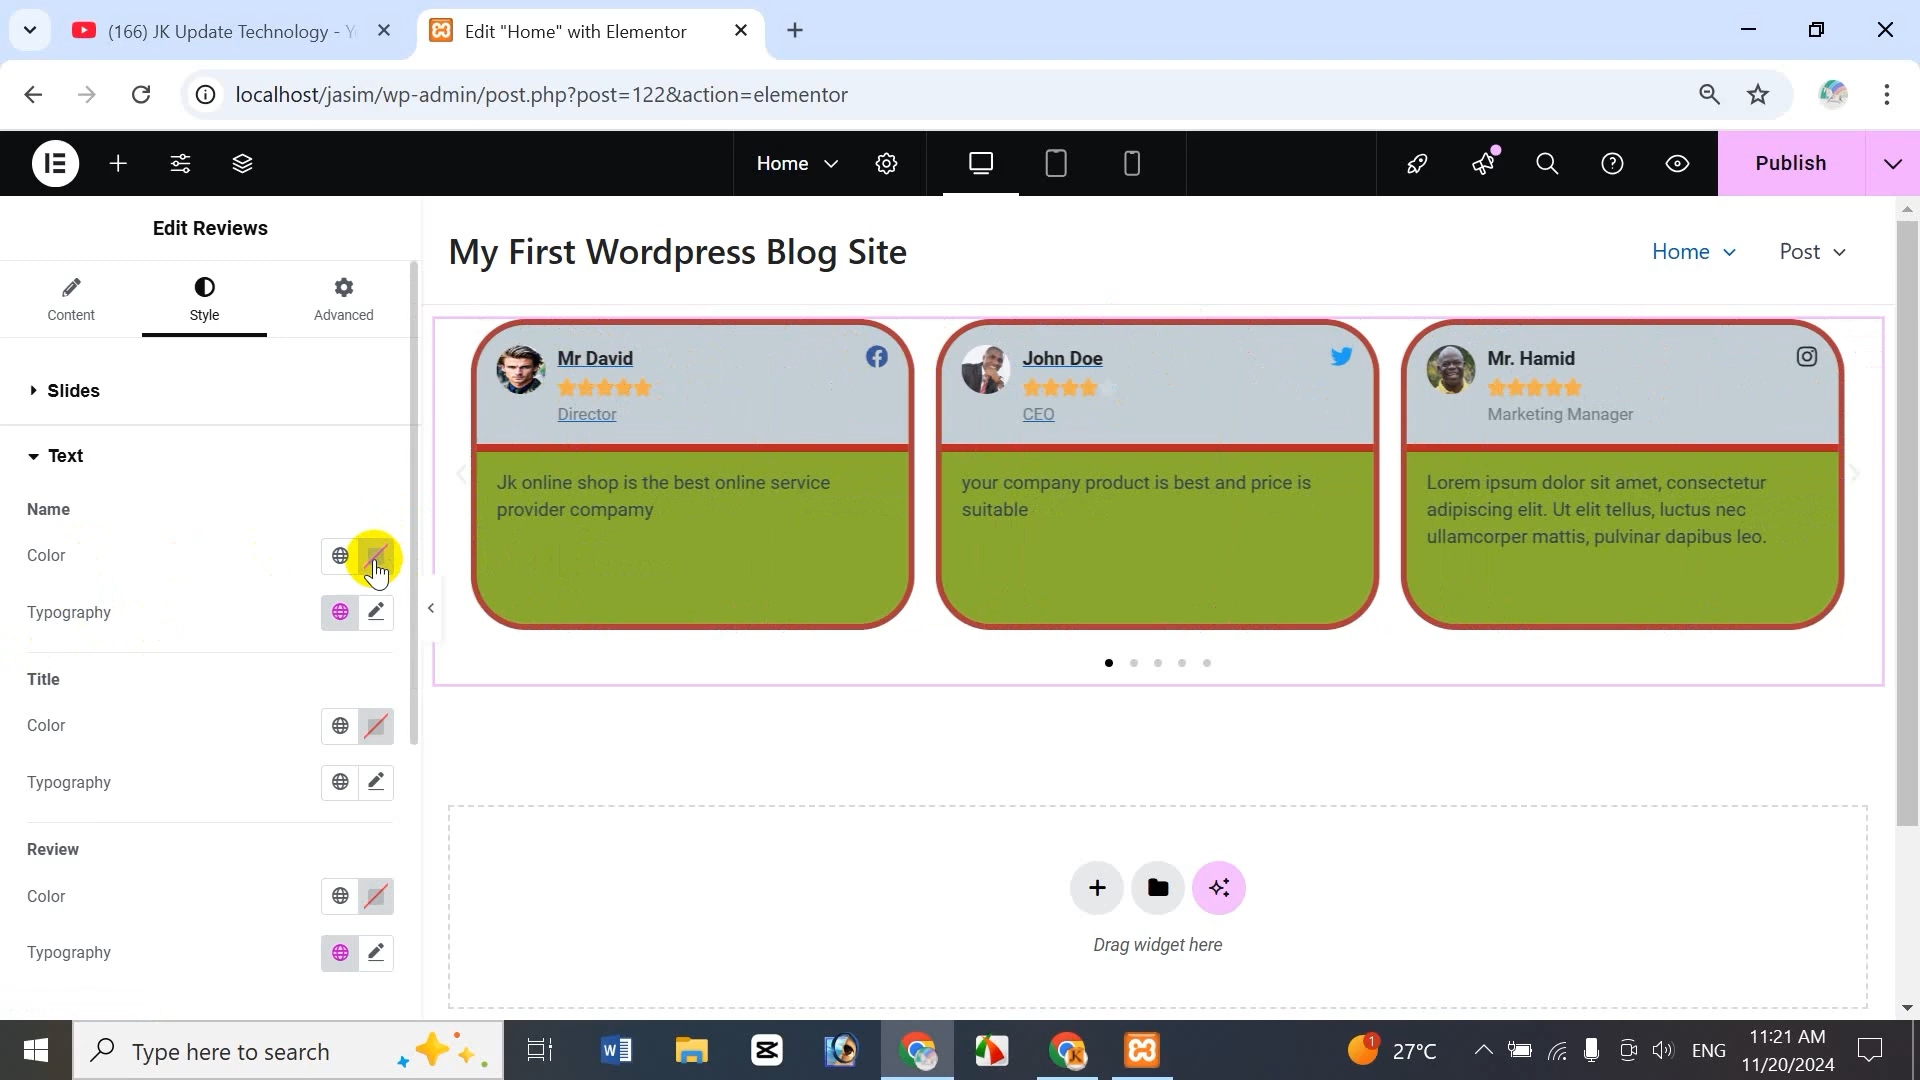 (166) JK Update Technology - Y
Edit "Home" with Elementor
localhost/jasim/wp-admin/post.php?post=122&action=elementor
Home
Publish
Edit Reviews
Content
Style
Advanced
Slides
Text
Name
Color
Typography
Title
Color
Typography
Review
Color
Typography
My First Wordpress Blog Site
Home
Post
Mr David
Director
Jk online shop is the best online service
provider compamy
John Doe
CEO
your company product is best and price is
suitable
Mr. Hamid
Marketing Manager
Lorem ipsum dolor sit amet, consectetur
adipiscing elit. Ut elit tellus, luctus nec
ullamcorper mattis, pulvinar dapibus leo.
Drag widget here
Type here to search
1
27°C
ENG
11:21 AM
11/20/2024